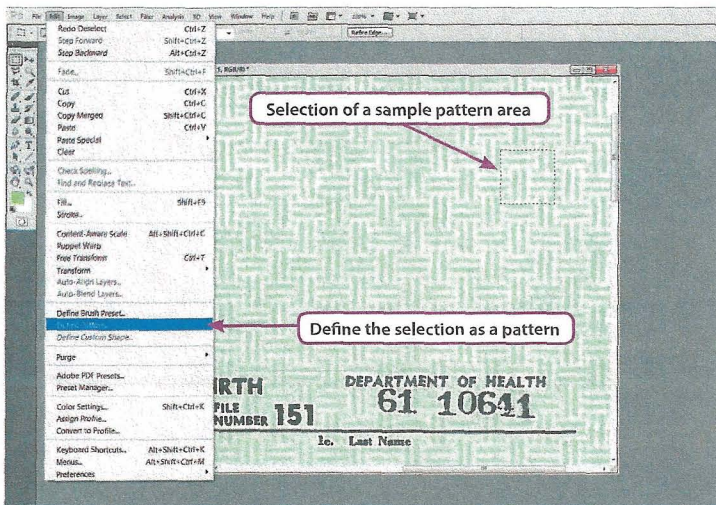 File Edit Image Layer Select Filter Analysis 3D View Window Help
Refine Edge...
Redo Deselect Ctrl+Z
Step Forward Shift+Ctrl+Z
Step Backward Alt+Ctrl+Z
Fade... Shift+Ctrl+F
Cut Ctrl+X
Copy Ctrl+C
Copy Merged Shift+Ctrl+C
Paste Ctrl+V
Paste Special
Clear
Check Spelling...
Find and Replace Text...
Fill... Shift+F5
Stroke...
Content-Aware Scale Alt+Shift+Ctrl+C
Puppet Warp
Free Transform Ctrl+T
Transform
Auto-Align Layers...
Auto-Blend Layers...
Define Brush Preset...
Define Custom Shape...
Purge
Adobe PDF Presets...
Preset Manager...
Color Settings... Shift+Ctrl+K
Assign Profile...
Convert to Profile...
Keyboard Shortcuts... Alt+Shift+Ctrl+K
Menus... Alt+Shift+Ctrl+M
Preferences
Selection of a sample pattern area
Define the selection as a pattern
IRTH
FILE
NUMBER 151
DEPARTMENT OF HEALTH
61 10641
1c. Last Name